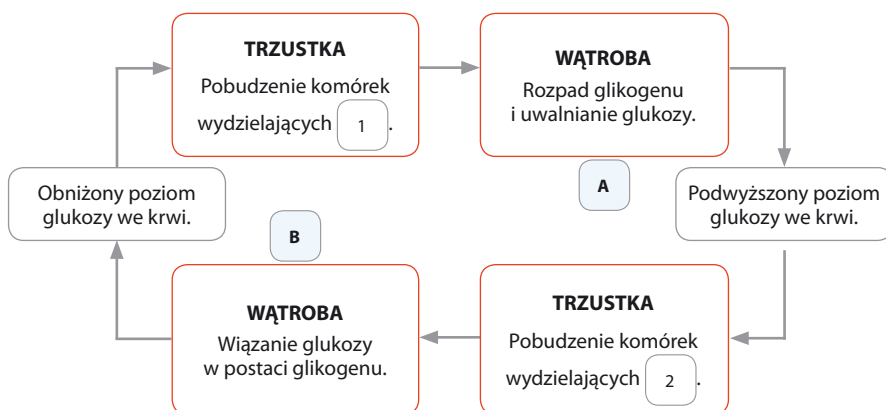 TRZUSTKA
Pobudzenie komórek
wydzielających 1.
WĄTROBA
Rozpad glikogenu
i uwalnianie glukozy.
A
Obniżony poziom
glukozy we krwi.
Podwyższony poziom
glukozy we krwi.
B
WĄTROBA
Wiązanie glukozy
w postaci glikogenu.
TRZUSTKA
Pobudzenie komórek
wydzielających 2.